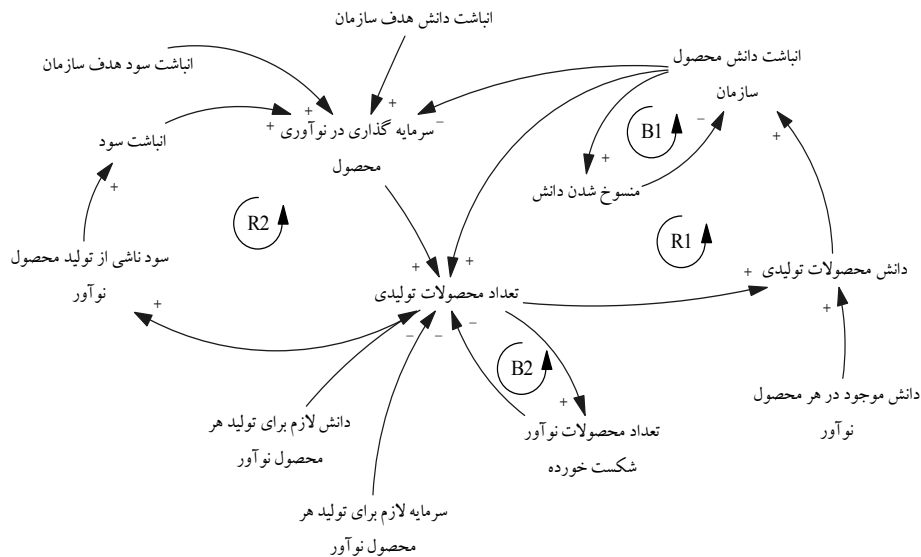 انباشت دانش هدف سازمان
انباشت سود هدف سازمان
انباشت دانش محصول
سازمان
+
+
+
سرمایه گذاری در نوآوری
محصول
−
B1
−
+
انباشت سود
+
+
منسوخ شدن دانش
R2
R1
سود ناشی از تولید محصول
نوآور
دانش محصولات تولیدی
+
+
+
تعداد محصولات تولیدی
+
+
−
−
−
B2
+
دانش موجود در هر محصول
نوآور
دانش لازم برای تولید هر
محصول نوآور
تعداد محصولات نوآور
شکست خورده
سرمایه لازم برای تولید هر
محصول نوآور